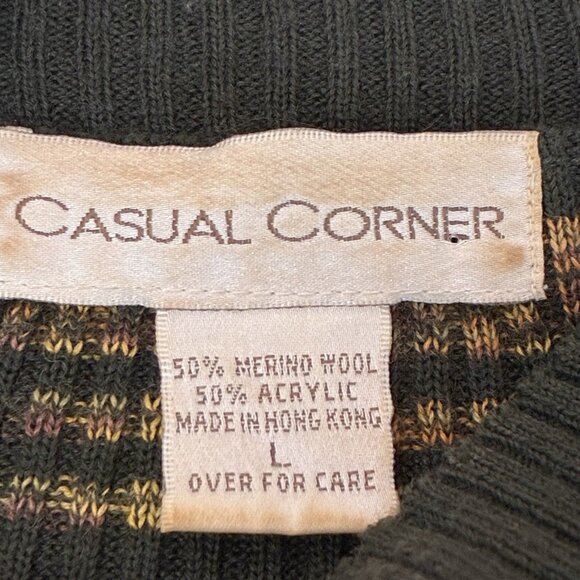 CASUAL CORNER
50% MERINO WOOL
50% ACRYLIC
MADE IN HONG KONG
L
OVER FOR CARE